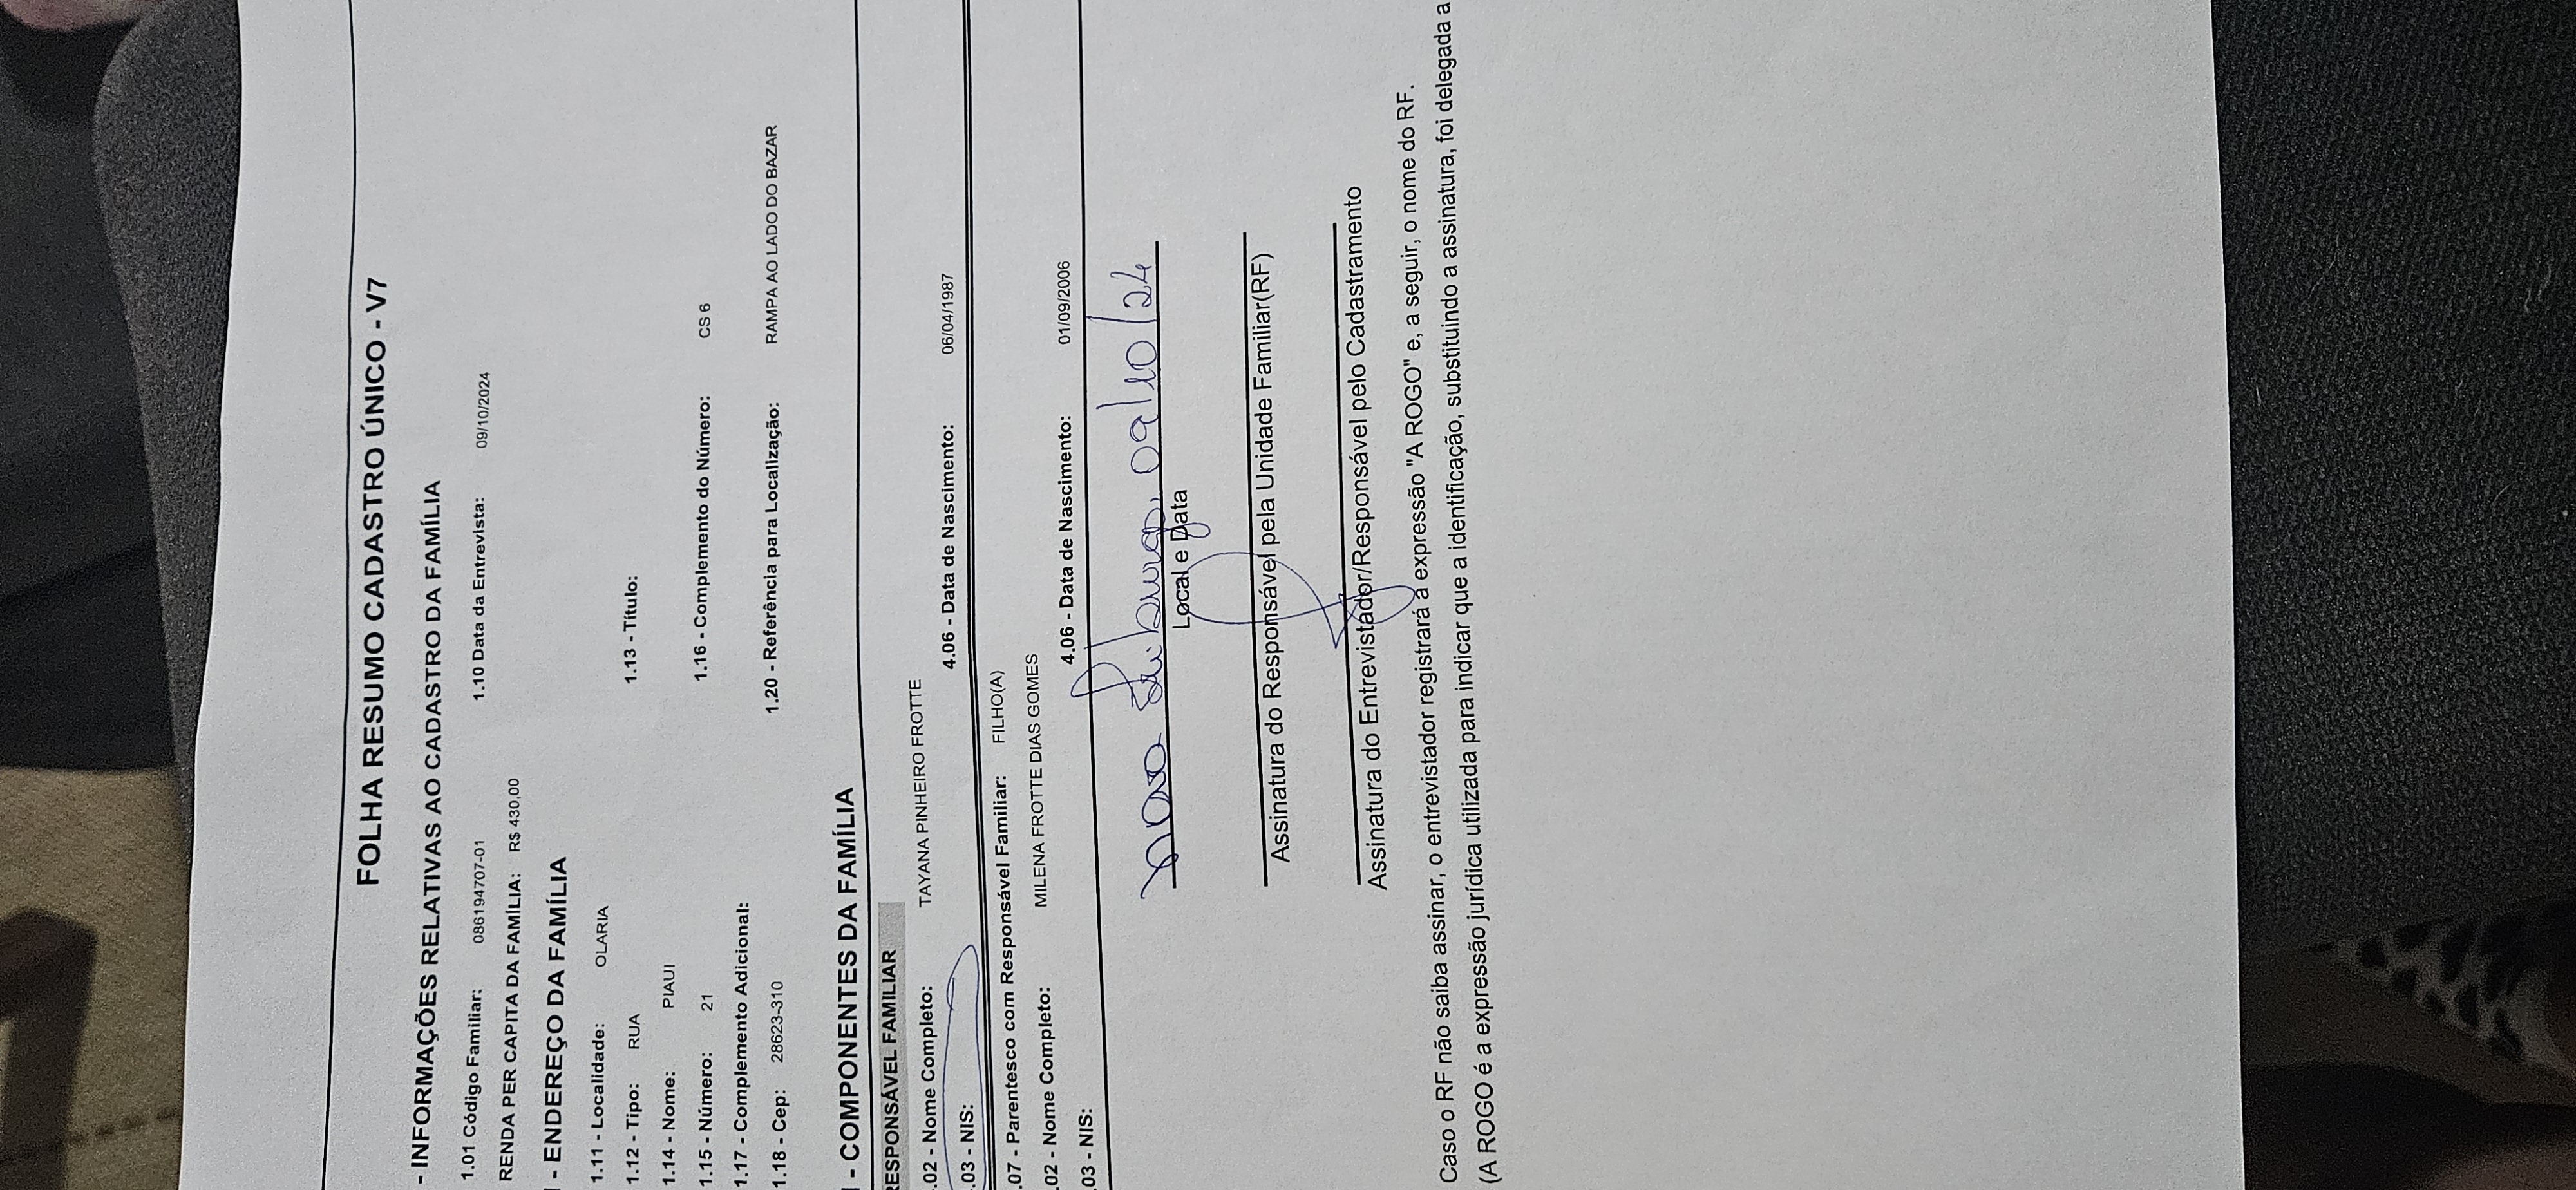 FOLHA RESUMO CADASTRO ÚNICO - V7
- INFORMAÇÕES RELATIVAS AO CADASTRO DA FAMÍLIA
1.01 Código Familiar: 086194707-01 1.10 Data da Entrevista: 09/10/2024
RENDA PER CAPITA DA FAMÍLIA: R$ 430,00
I - ENDEREÇO DA FAMÍLIA
1.11 - Localidade: OLARIA
1.12 - Tipo: RUA 1.13 - Título:
1.14 - Nome: PIAUI
1.15 - Número: 21 1.16 - Complemento do Número: CS 6
1.17 - Complemento Adicional:
1.18 - Cep: 28623-310 1.20 - Referência para Localização: RAMPA AO LADO DO BAZAR
I - COMPONENTES DA FAMÍLIA
RESPONSÁVEL FAMILIAR
.02 - Nome Completo: TAYANA PINHEIRO FROTTE
.03 - NIS: 4.06 - Data de Nascimento: 06/04/1987
.07 - Parentesco com Responsável Familiar: FILHO(A)
.02 - Nome Completo: MILENA FROTTE DIAS GOMES
.03 - NIS: 4.06 - Data de Nascimento: 01/09/2006
Nova Friburgo, 09/10/24
Local e Data
Assinatura do Responsável pela Unidade Familiar(RF)
Assinatura do Entrevistador/Responsável pelo Cadastramento
Caso o RF não saiba assinar, o entrevistador registrará a expressão "A ROGO" e, a seguir, o nome do RF.
(A ROGO é a expressão jurídica utilizada para indicar que a identificação, substituindo a assinatura, foi delegada a